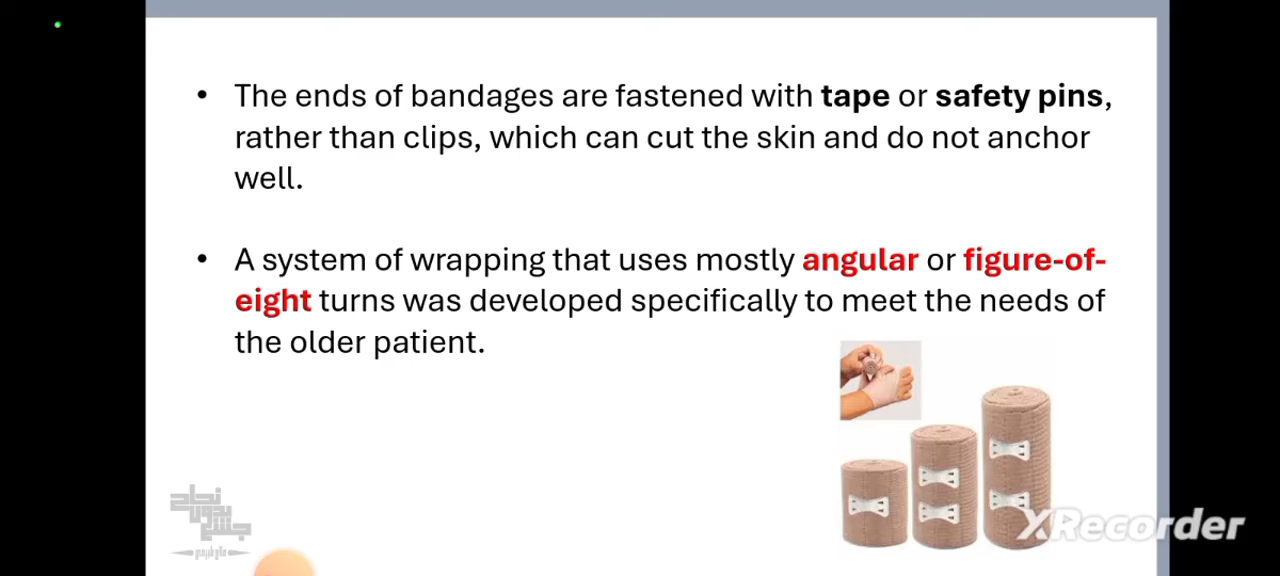 • The ends of bandages are fastened with tape or safety pins,
rather than clips, which can cut the skin and do not anchor
well.
• A system of wrapping that uses mostly angular or figure-of-
eight turns was developed specifically to meet the needs of
the older patient.
XRecorder